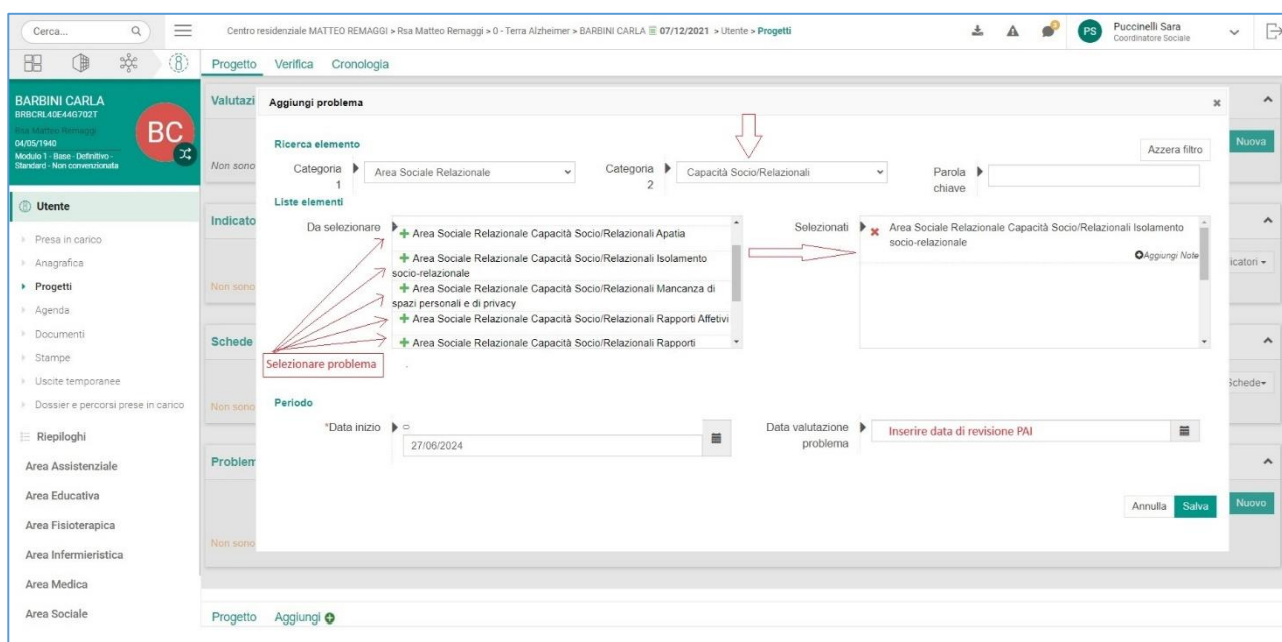 Cerca...
Centro residenziale MATTEO REMAGGI > Rsa Matteo Remaggi > 0 - Terra Alzheimer > BARBINI CARLA 07/12/2021 > Utente > Progetti
PS
Puccinelli Sara
Coordinatore Sociale
Progetto Verifica Cronologia
BARBINI CARLA
BRBCRL40E44G702T
Rsa Matteo Remaggi
04/05/1940
Modulo 1 - Base - Definitivo -
Standard - Non convenzionata
BC
Utente
Presa in carico
Anagrafica
Progetti
Agenda
Documenti
Stampe
Uscite temporanee
Dossier e percorsi prese in carico
Riepiloghi
Area Assistenziale
Area Educativa
Area Fisioterapica
Area Infermieristica
Area Medica
Area Sociale
Valutazi
Nuova
Non sono
Indicato
icatori
Non sono
Schede
Schede
Non sono
Problem
Nuovo
Non sono
Aggiungi problema
×
Ricerca elemento
Azzera filtro
Categoria 1
Area Sociale Relazionale
Categoria 2
Capacità Socio/Relazionali
Parola chiave
Liste elementi
Da selezionare
Area Sociale Relazionale Capacità Socio/Relazionali Apatia
Area Sociale Relazionale Capacità Socio/Relazionali Isolamento
socio-relazionale
Area Sociale Relazionale Capacità Socio/Relazionali Mancanza di
spazi personali e di privacy
Area Sociale Relazionale Capacità Socio/Relazionali Rapporti Affetivi
Area Sociale Relazionale Capacità Socio/Relazionali Rapporti
Selezionare problema
Selezionati
Area Sociale Relazionale Capacità Socio/Relazionali Isolamento
socio-relazionale
Aggiungi Note
Periodo
*Data inizio
27/06/2024
Data valutazione
problema
Inserire data di revisione PAI
Annulla Salva
Progetto Aggiungi